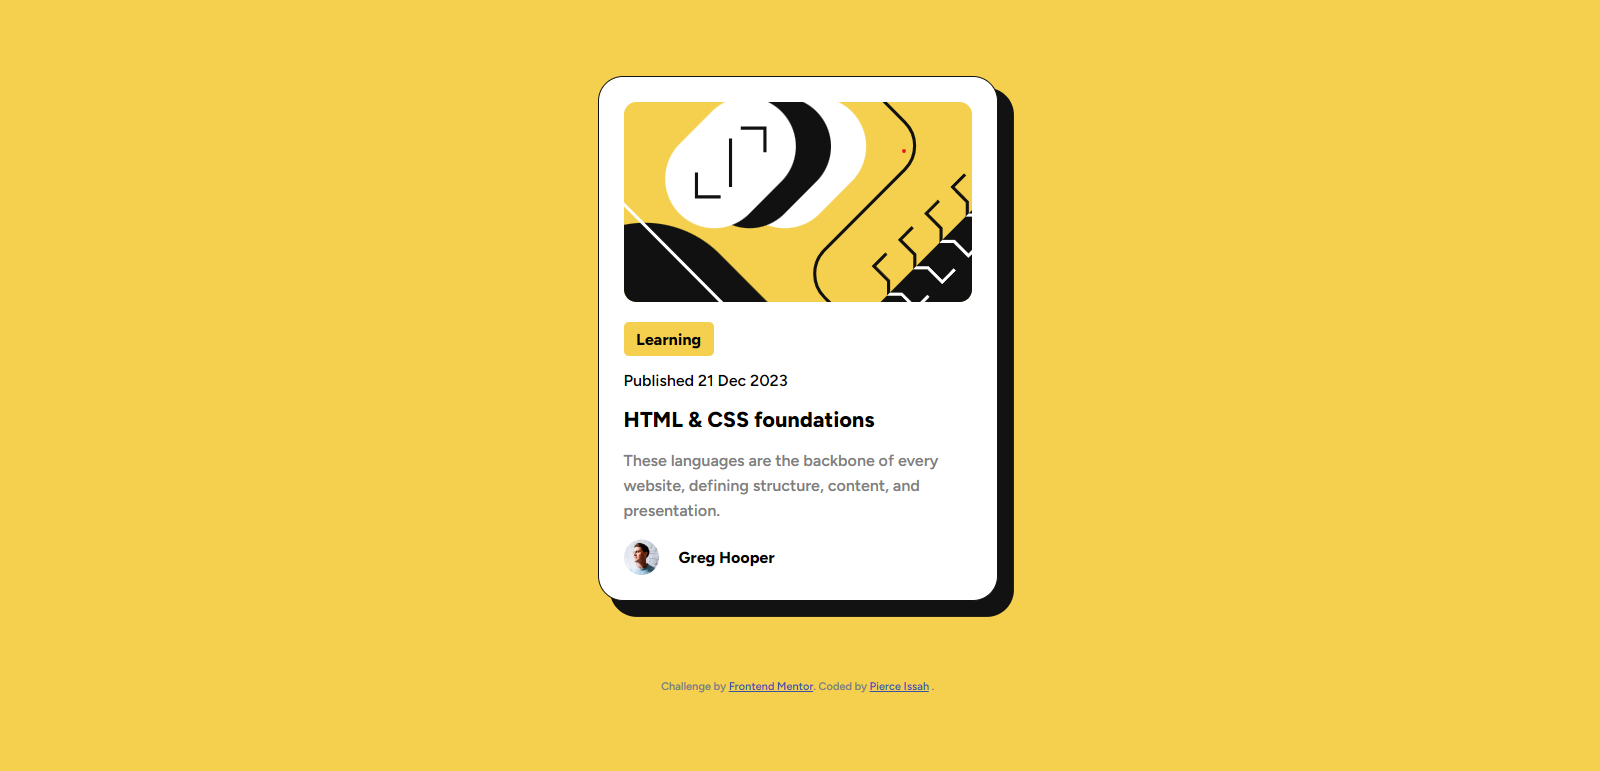 Learning
Published 21 Dec 2023
HTML & CSS foundations
These languages are the backbone of every
website, defining structure, content, and
presentation.
Greg Hooper
Challenge by Frontend Mentor. Coded by Pierce Issah .